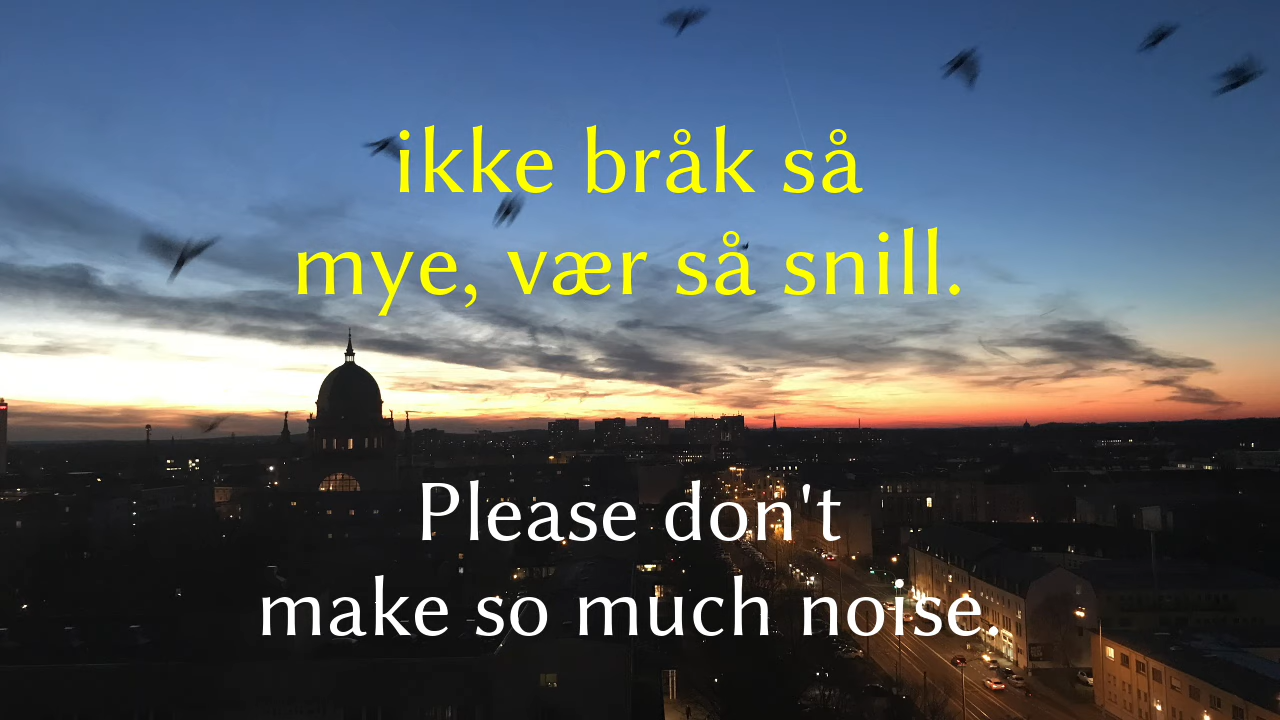 ikke bråk så
mye, vær så snill.
Please don't
make so much noise.